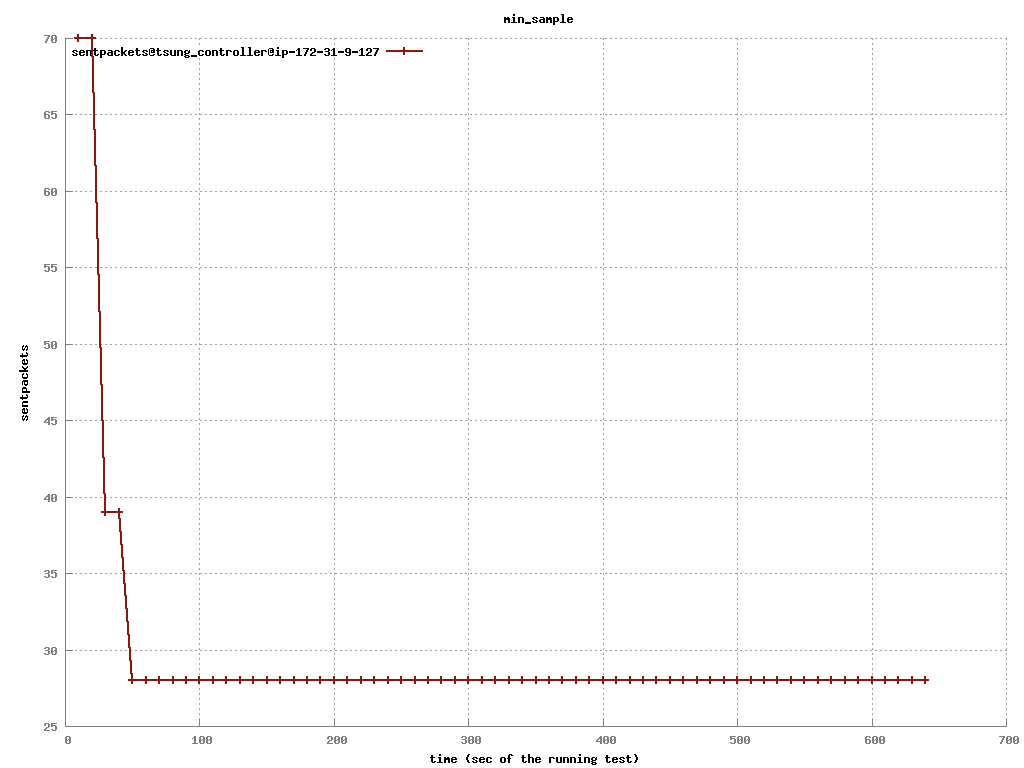 min_sample
sentpackets@tsung_controller@ip-172-31-9-127
70
65
60
55
50
45
40
35
30
25
sentpackets
0 100 200 300 400 500 600 700
time (sec of the running test)